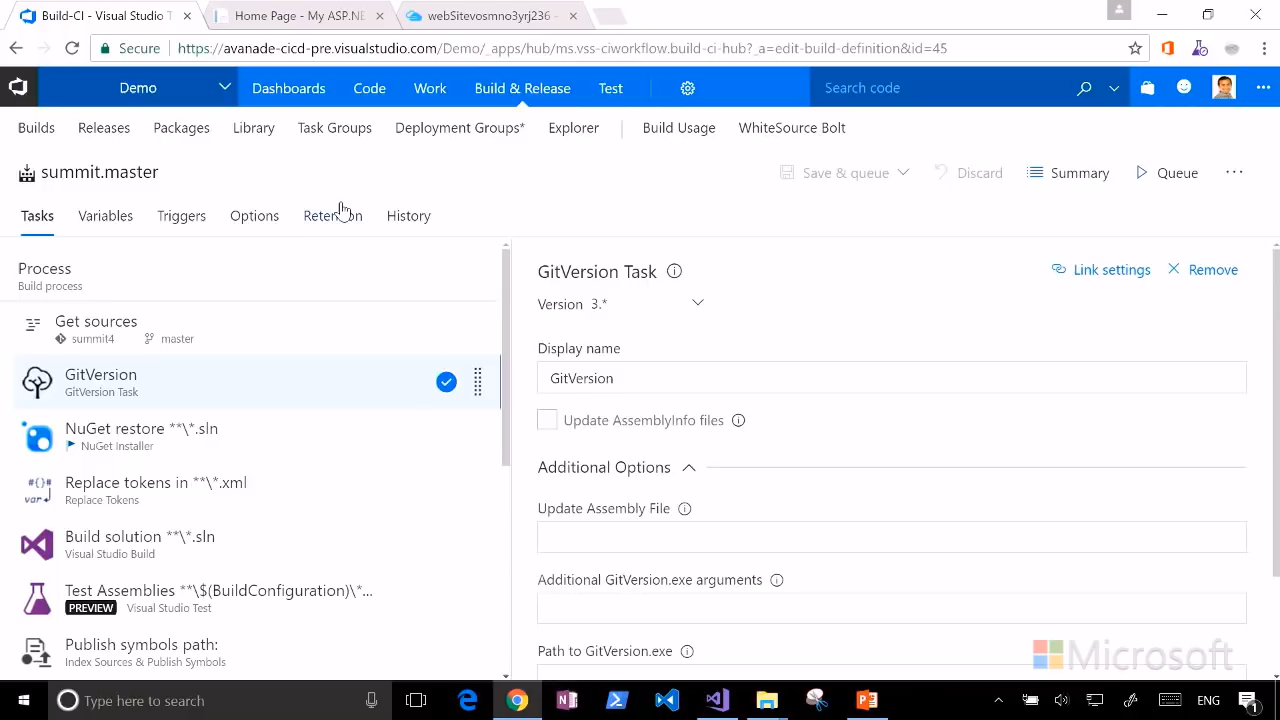 Build-CI - Visual Studio T
Home Page - My ASP.NE
webSitevosmno3yrj236 -
Secure
https://avanade-cicd-pre.visualstudio.com/Demo/_apps/hub/ms.vss-ciworkflow.build-ci-hub?_a=edit-build-definition&id=45
Demo
Dashboards
Code
Work
Build & Release
Test
Search code
Builds
Releases
Packages
Library
Task Groups
Deployment Groups*
Explorer
Build Usage
WhiteSource Bolt
summit.master
Save & queue
Discard
Summary
Queue
Tasks
Variables
Triggers
Options
Retention
History
Process
Build process
Get sources
summit4
master
GitVersion
GitVersion Task
NuGet restore **\*.sln
NuGet Installer
#{}#
var
Replace tokens in **\*.xml
Replace Tokens
Build solution **\*.sln
Visual Studio Build
Test Assemblies **\$(BuildConfiguration)\*...
PREVIEW Visual Studio Test
Publish symbols path:
Index Sources & Publish Symbols
GitVersion Task
Link settings
Remove
Version 3.*
Display name
GitVersion
Update AssemblyInfo files
Additional Options
Update Assembly File
Additional GitVersion.exe arguments
Path to GitVersion.exe
Microsoft
Type here to search
ENG
1